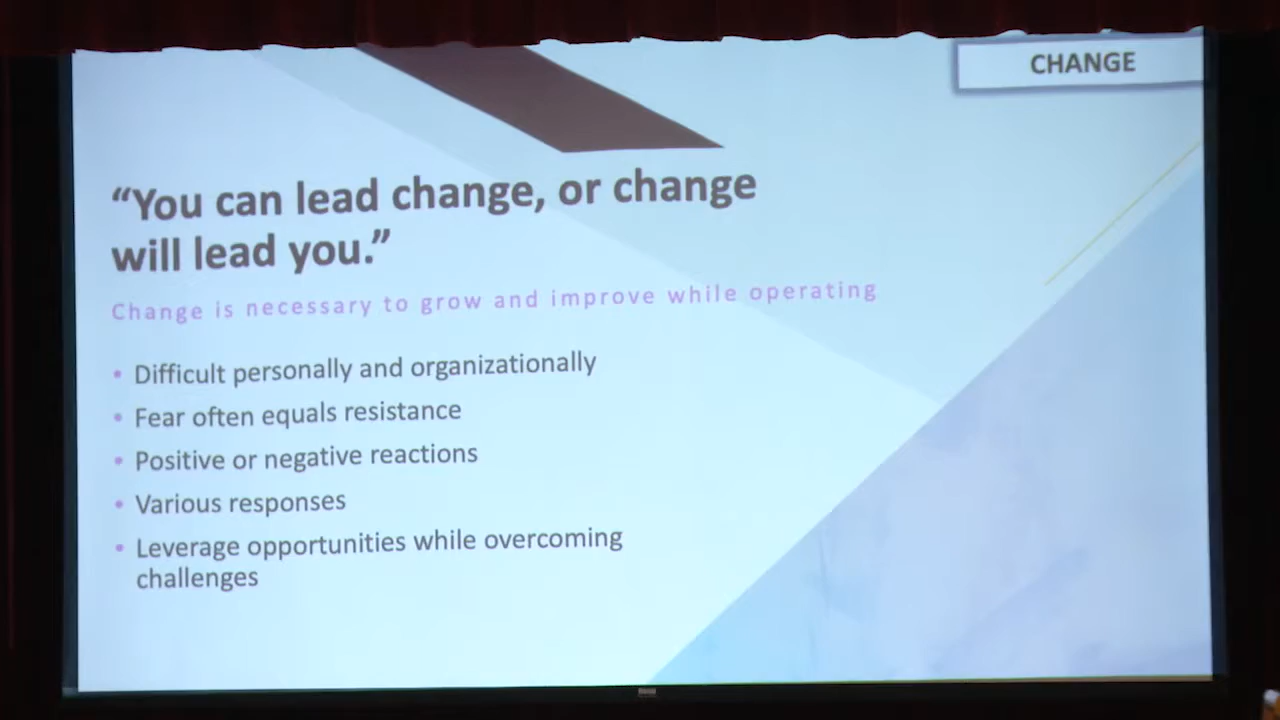 CHANGE
“You can lead change, or change
will lead you.”
Change is necessary to grow and improve while operating
• Difficult personally and organizationally
• Fear often equals resistance
• Positive or negative reactions
• Various responses
• Leverage opportunities while overcoming
challenges